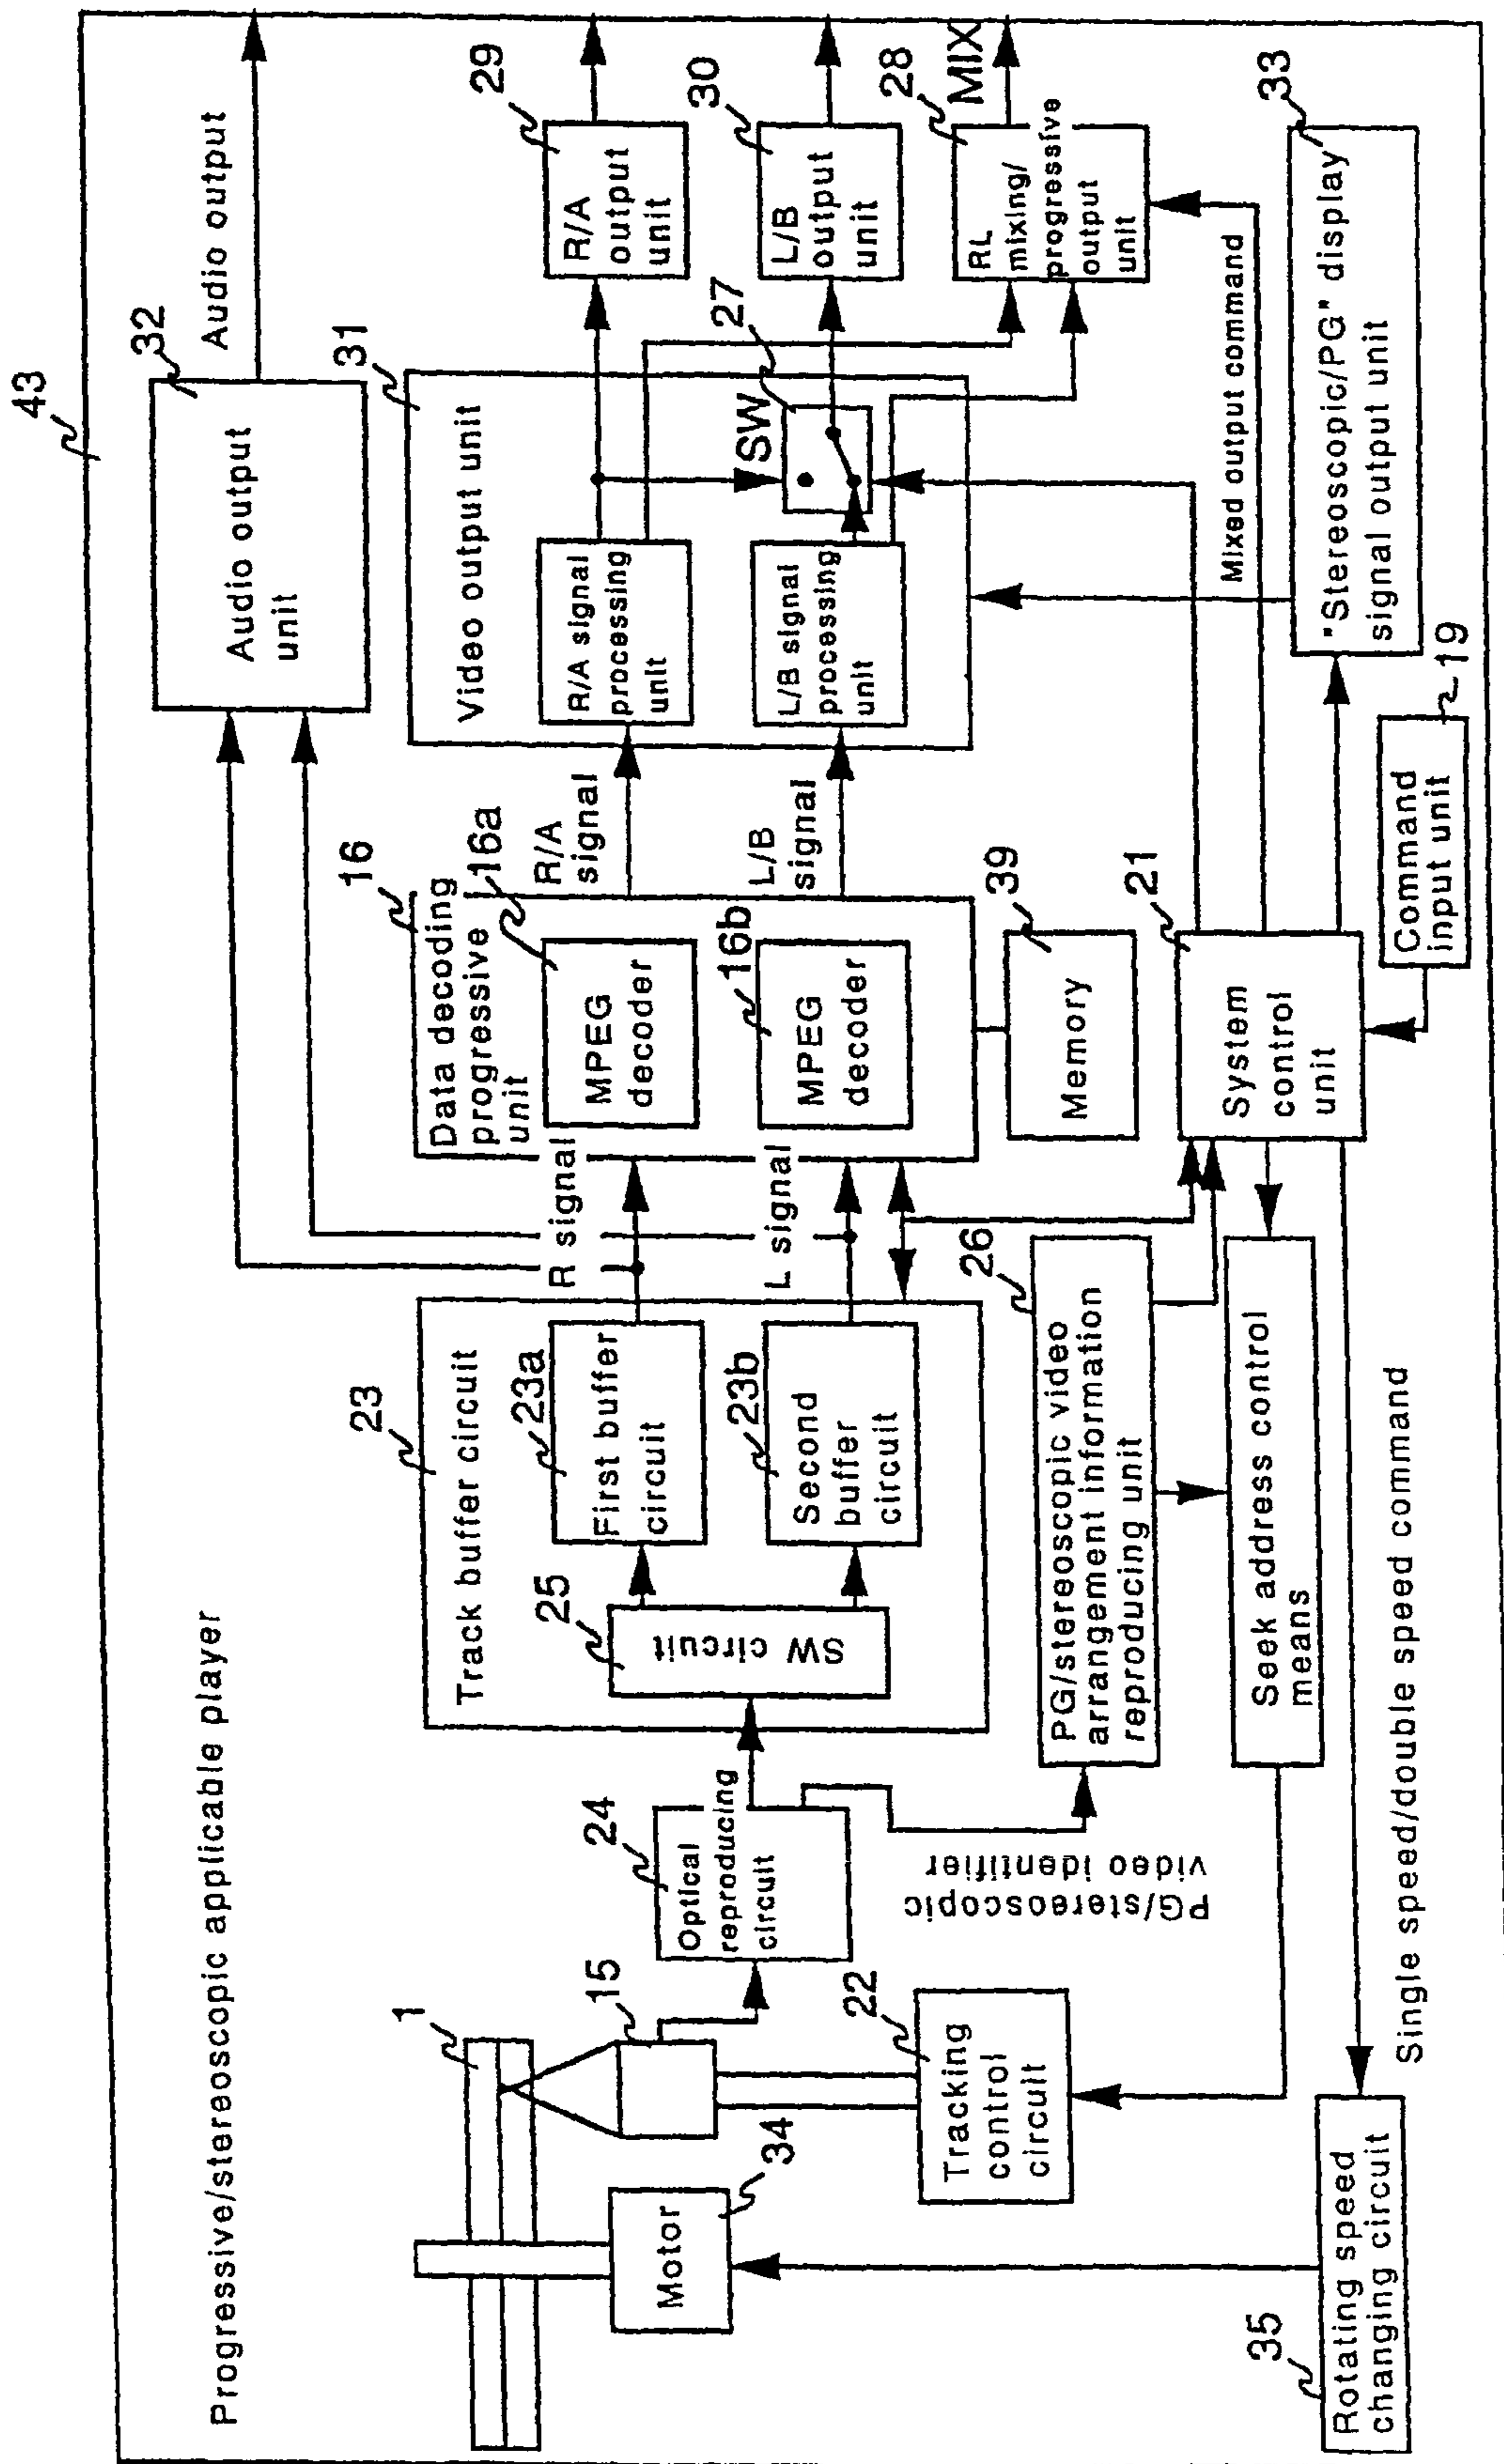 43
Progressive/stereoscopic applicable player
1
15
34
Motor
22
Tracking
control
circuit
35
Rotating speed
changing circuit
24
Optical
reproducing
circuit
PG/stereoscopic
video identifier
Single speed/double speed command
23
Track buffer circuit
25
SW circuit
23a
First buffer
circuit
23b
Second
buffer
circuit
26
PG/stereoscopic video
arrangement information
reproducing unit
Seek address control
means
R signal
L signal
16
Data decoding
progressive
unit
16a
MPEG
decoder
16b
MPEG
decoder
39
Memory
21
System
control
unit
19
Command
input unit
R/A
signal
L/B
signal
32
Audio output
unit
Audio output
31
Video output unit
R/A signal
processing
unit
L/B signal
processing
unit
SW
27
29
R/A
output
unit
30
L/B
output
unit
28
RL
mixing/
progressive
output
unit
MIX
Mixed output command
33
"Stereoscopic/PG" display
signal output unit